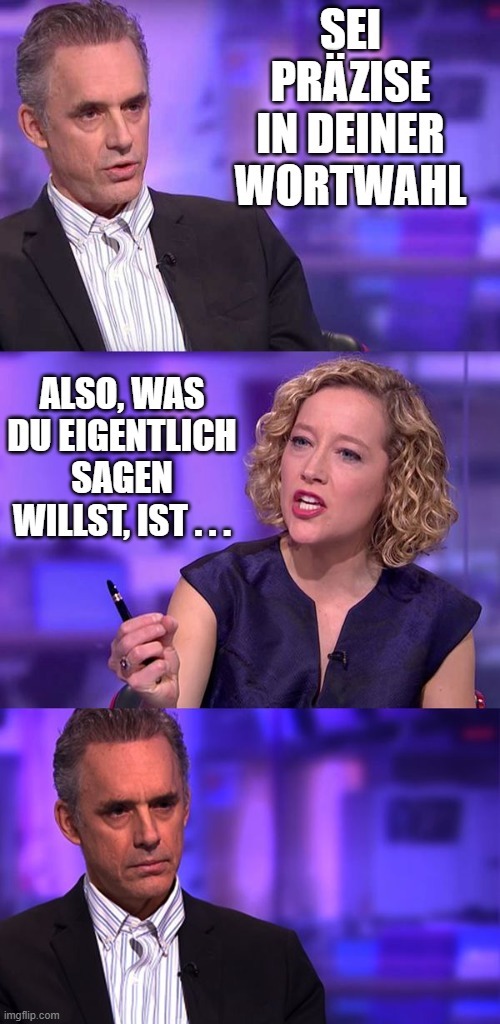 SEI
PRÄZISE
IN DEINER
WORTWAHL
ALSO, WAS
DU EIGENTLICH
SAGEN
WILLST, IST . . .
imgflip.com